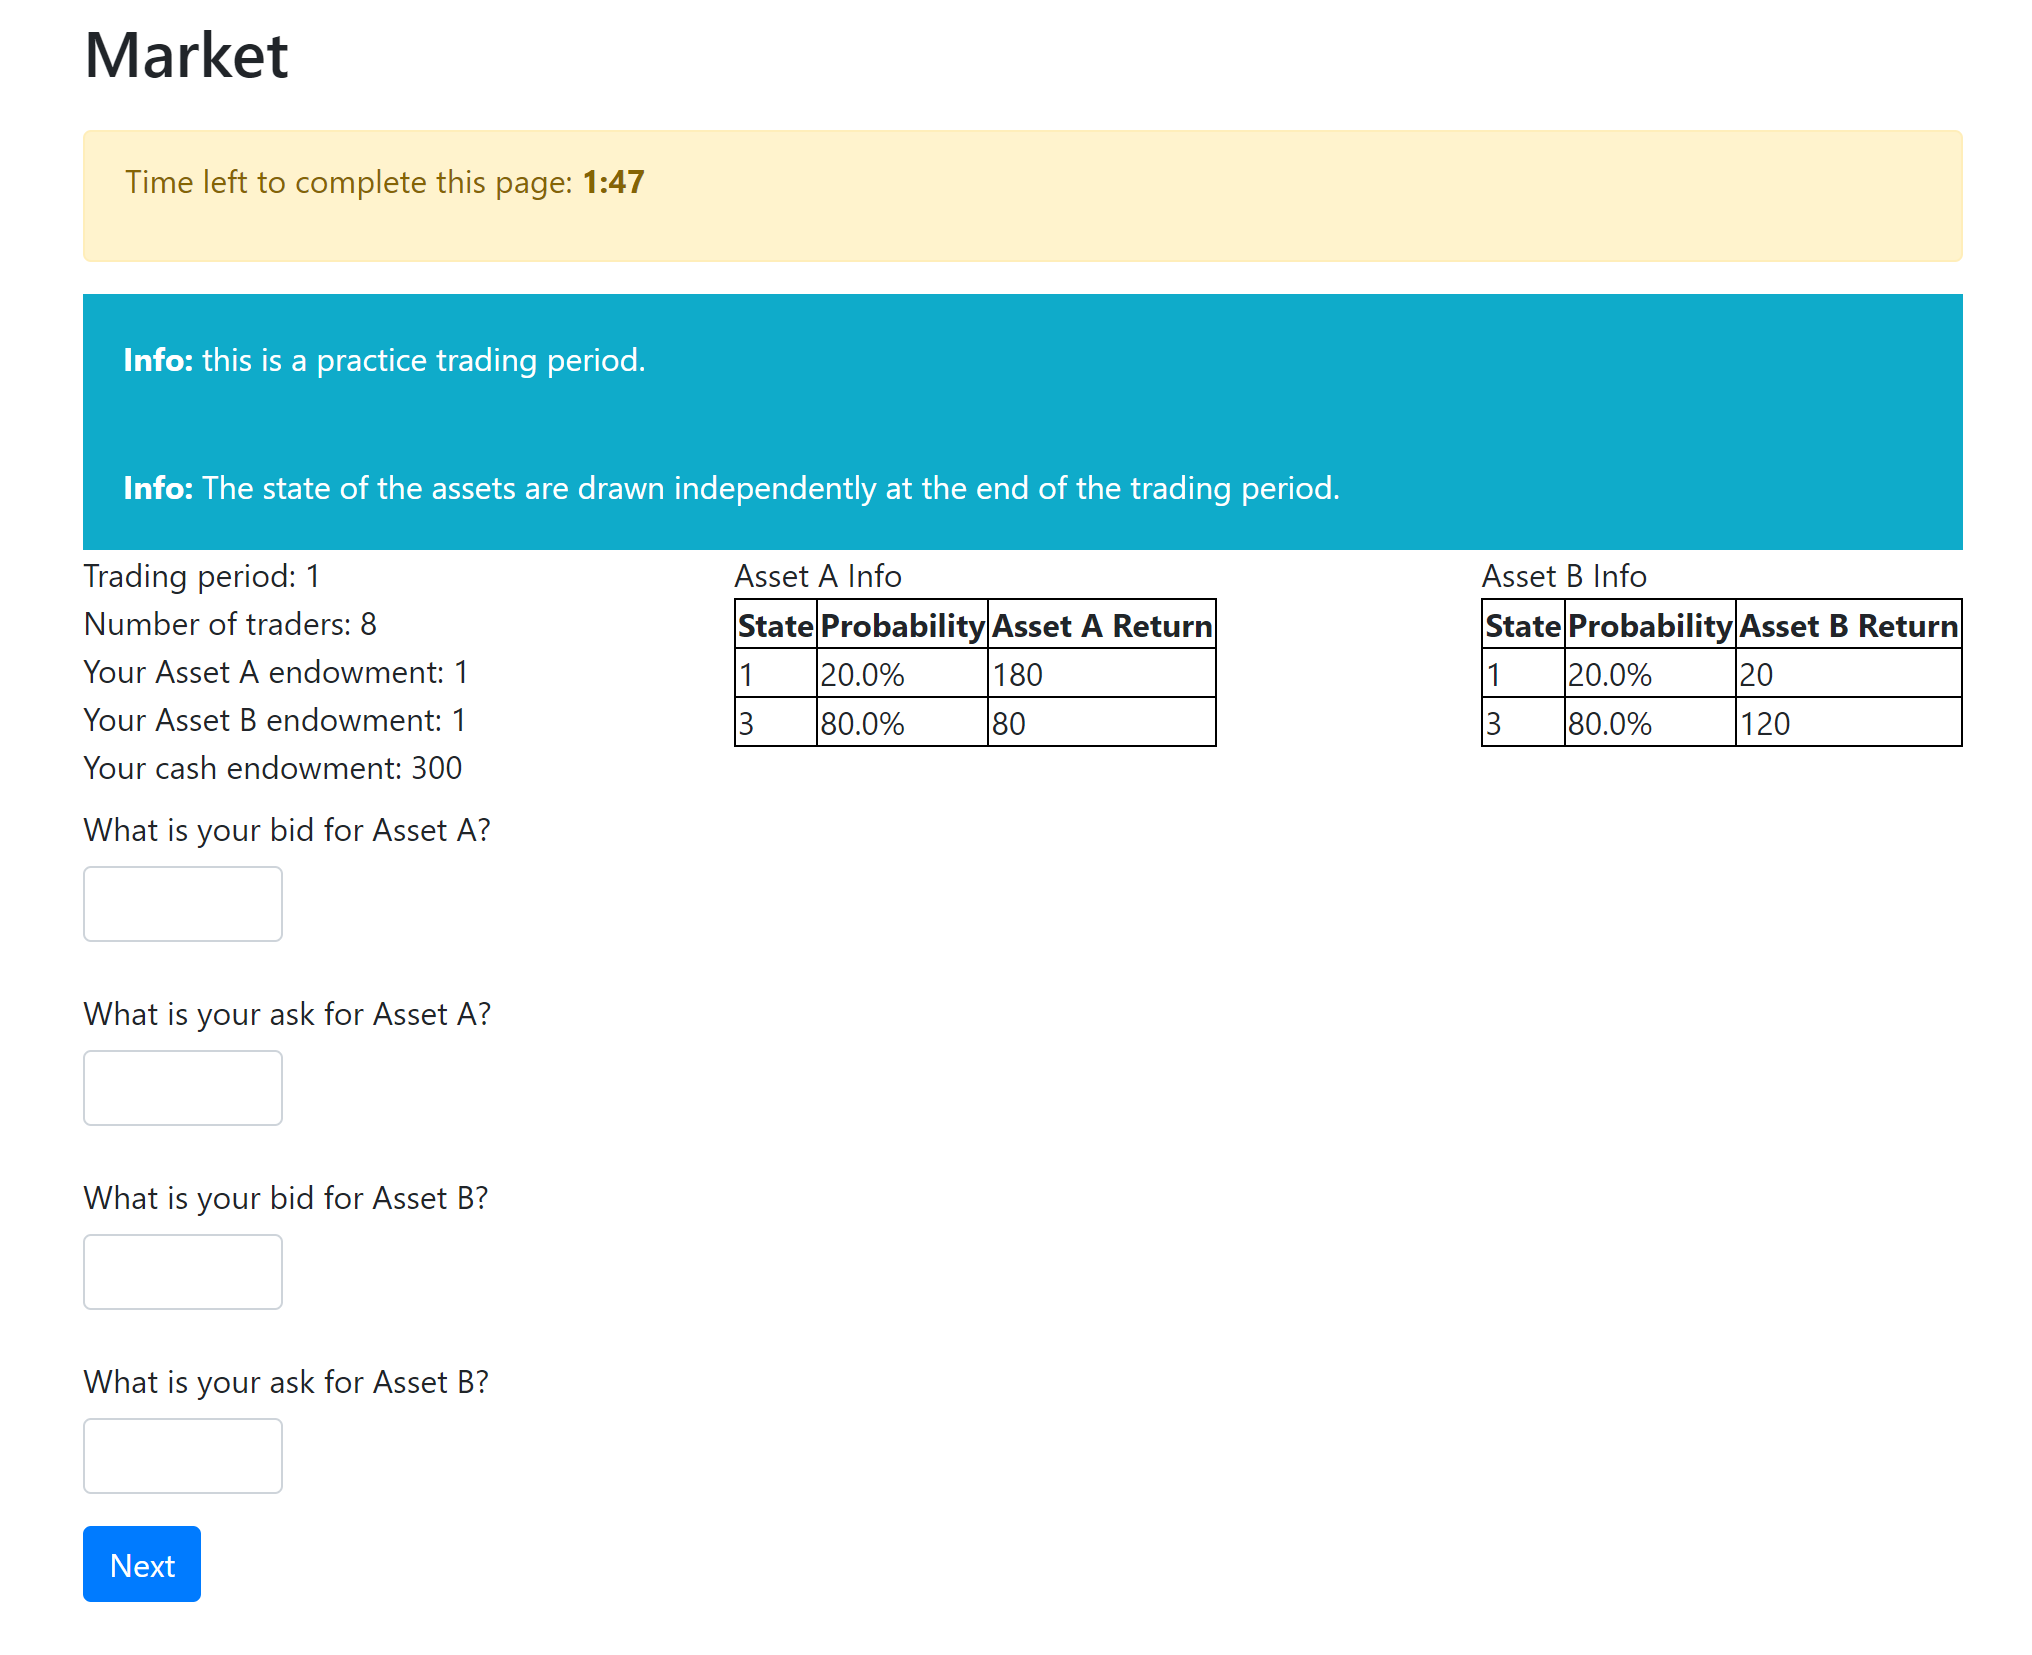 Market
Time left to complete this page: 1:47
Info: this is a practice trading period.
Info: The state of the assets are drawn independently at the end of the trading period.
Trading period: 1
Number of traders: 8
Your Asset A endowment: 1
Your Asset B endowment: 1
Your cash endowment: 300
Asset A Info
State Probability Asset A Return
1 20.0% 180
3 80.0% 80
Asset B Info
State Probability Asset B Return
1 20.0% 20
3 80.0% 120
What is your bid for Asset A?
What is your ask for Asset A?
What is your bid for Asset B?
What is your ask for Asset B?
Next